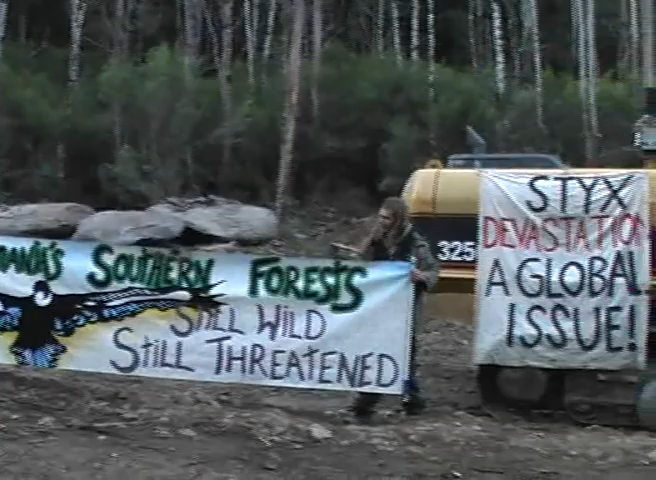 SOUTHERN FORESTS
STILL WILD
STILL THREATENED
325
STYX
DEVASTATION
A GLOBAL
ISSUE!